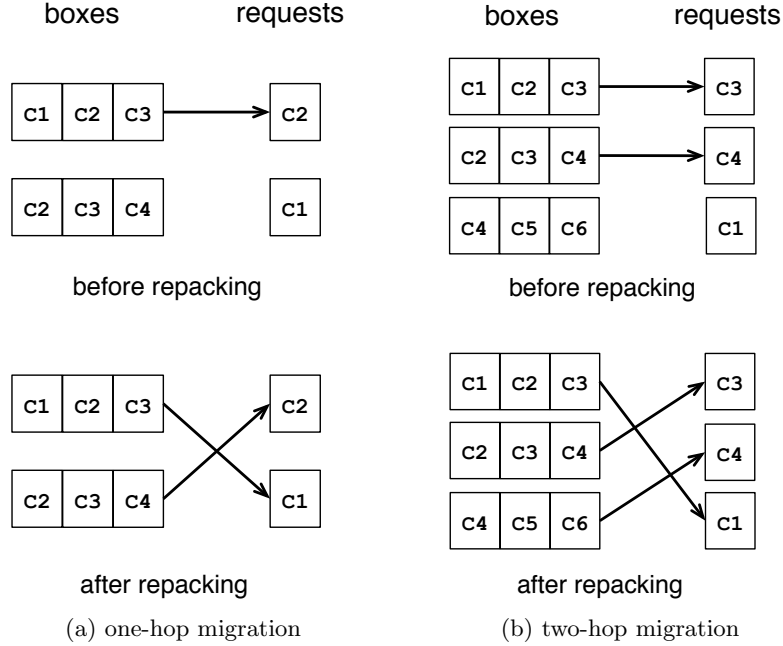 boxes requests
c1 c2 c3 c2
c2 c3 c4 c1
before repacking
c1 c2 c3 c2
c2 c3 c4 c1
after repacking
(a) one-hop migration
boxes requests
c1 c2 c3 c3
c2 c3 c4 c4
c4 c5 c6 c1
before repacking
c1 c2 c3 c3
c2 c3 c4 c4
c4 c5 c6 c1
after repacking
(b) two-hop migration